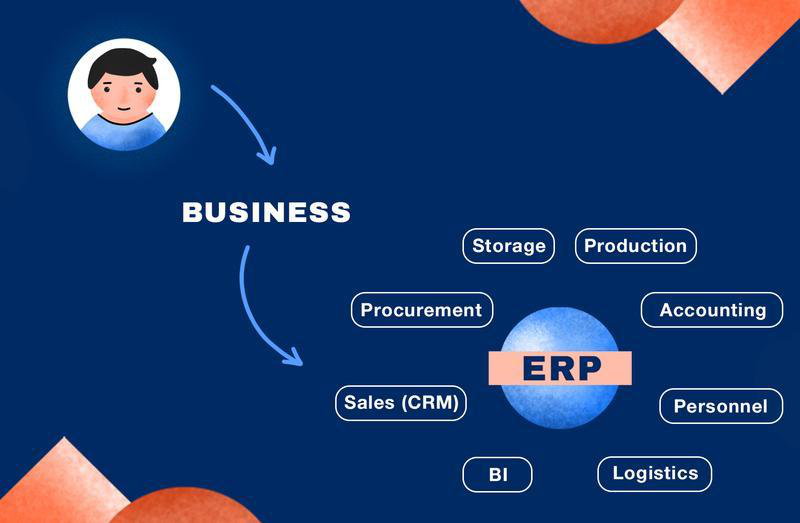 BUSINESS
Storage
Production
Procurement
Accounting
ERP
Sales (CRM)
Personnel
BI
Logistics